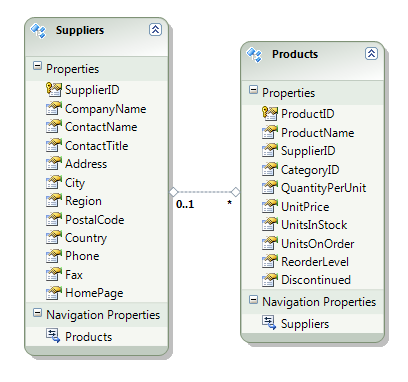 Suppliers
Properties
SupplierID
CompanyName
ContactName
ContactTitle
Address
City
Region
PostalCode
Country
Phone
Fax
HomePage
Navigation Properties
Products
0..1
*
Products
Properties
ProductID
ProductName
SupplierID
CategoryID
QuantityPerUnit
UnitPrice
UnitsInStock
UnitsOnOrder
ReorderLevel
Discontinued
Navigation Properties
Suppliers